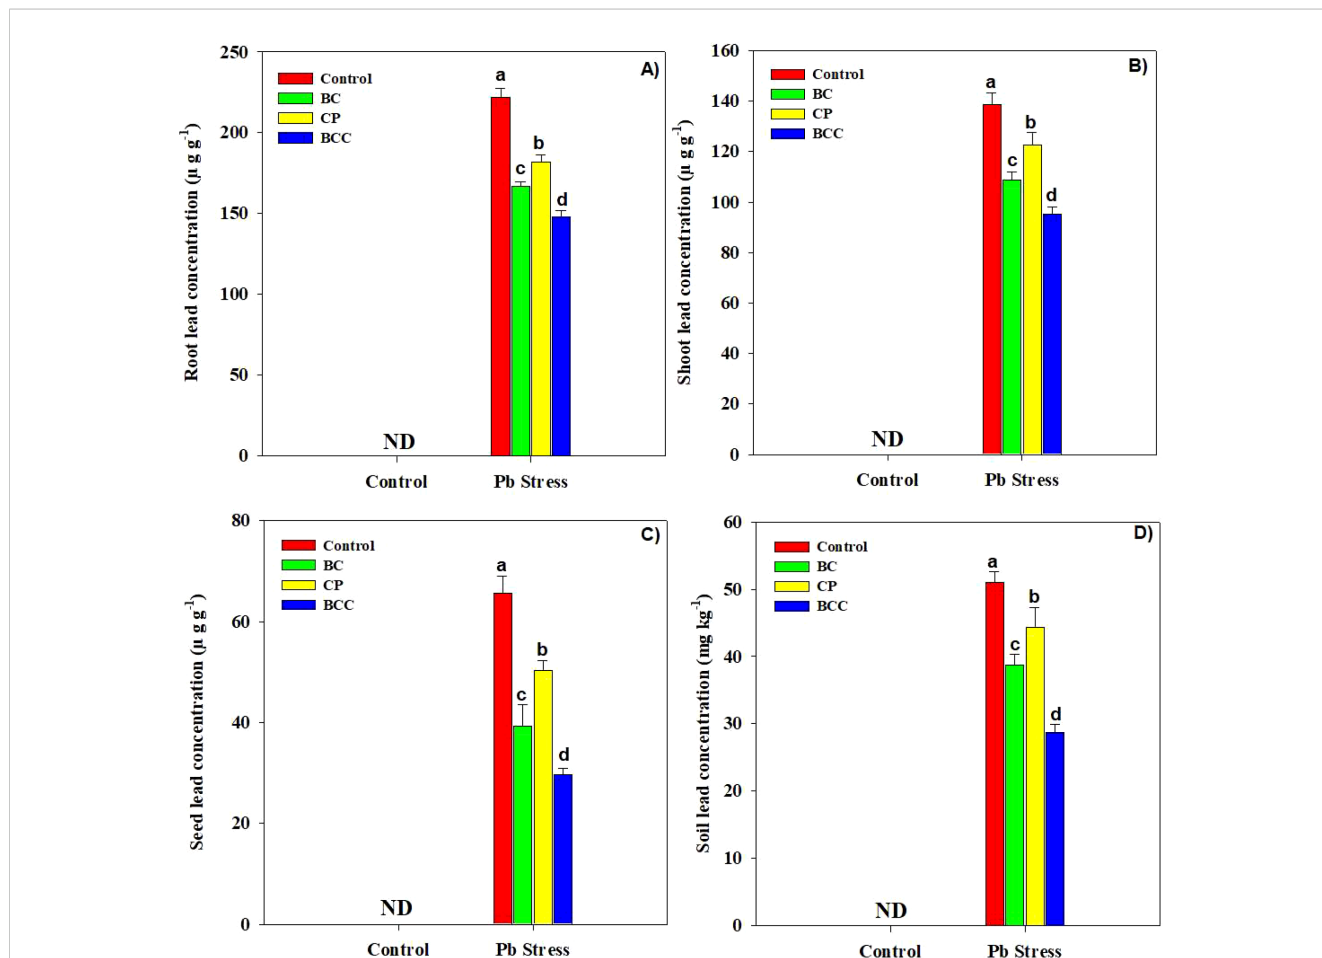 A)
Root lead concentration (µ g g-1)
250
200
150
100
50
0
Control
BC
CP
BCC
a
c
b
d
ND
Control
Pb Stress
B)
Shoot lead concentration (µ g g-1)
160
140
120
100
80
60
40
20
0
Control
BC
CP
BCC
a
c
b
d
ND
Control
Pb Stress
C)
Seed lead concentration (µ g g-1)
80
60
40
20
0
Control
BC
CP
BCC
a
c
b
d
ND
Control
Pb Stress
D)
Soil lead concentration (mg kg-1)
60
50
40
30
20
10
0
Control
BC
CP
BCC
a
c
b
d
ND
Control
Pb Stress